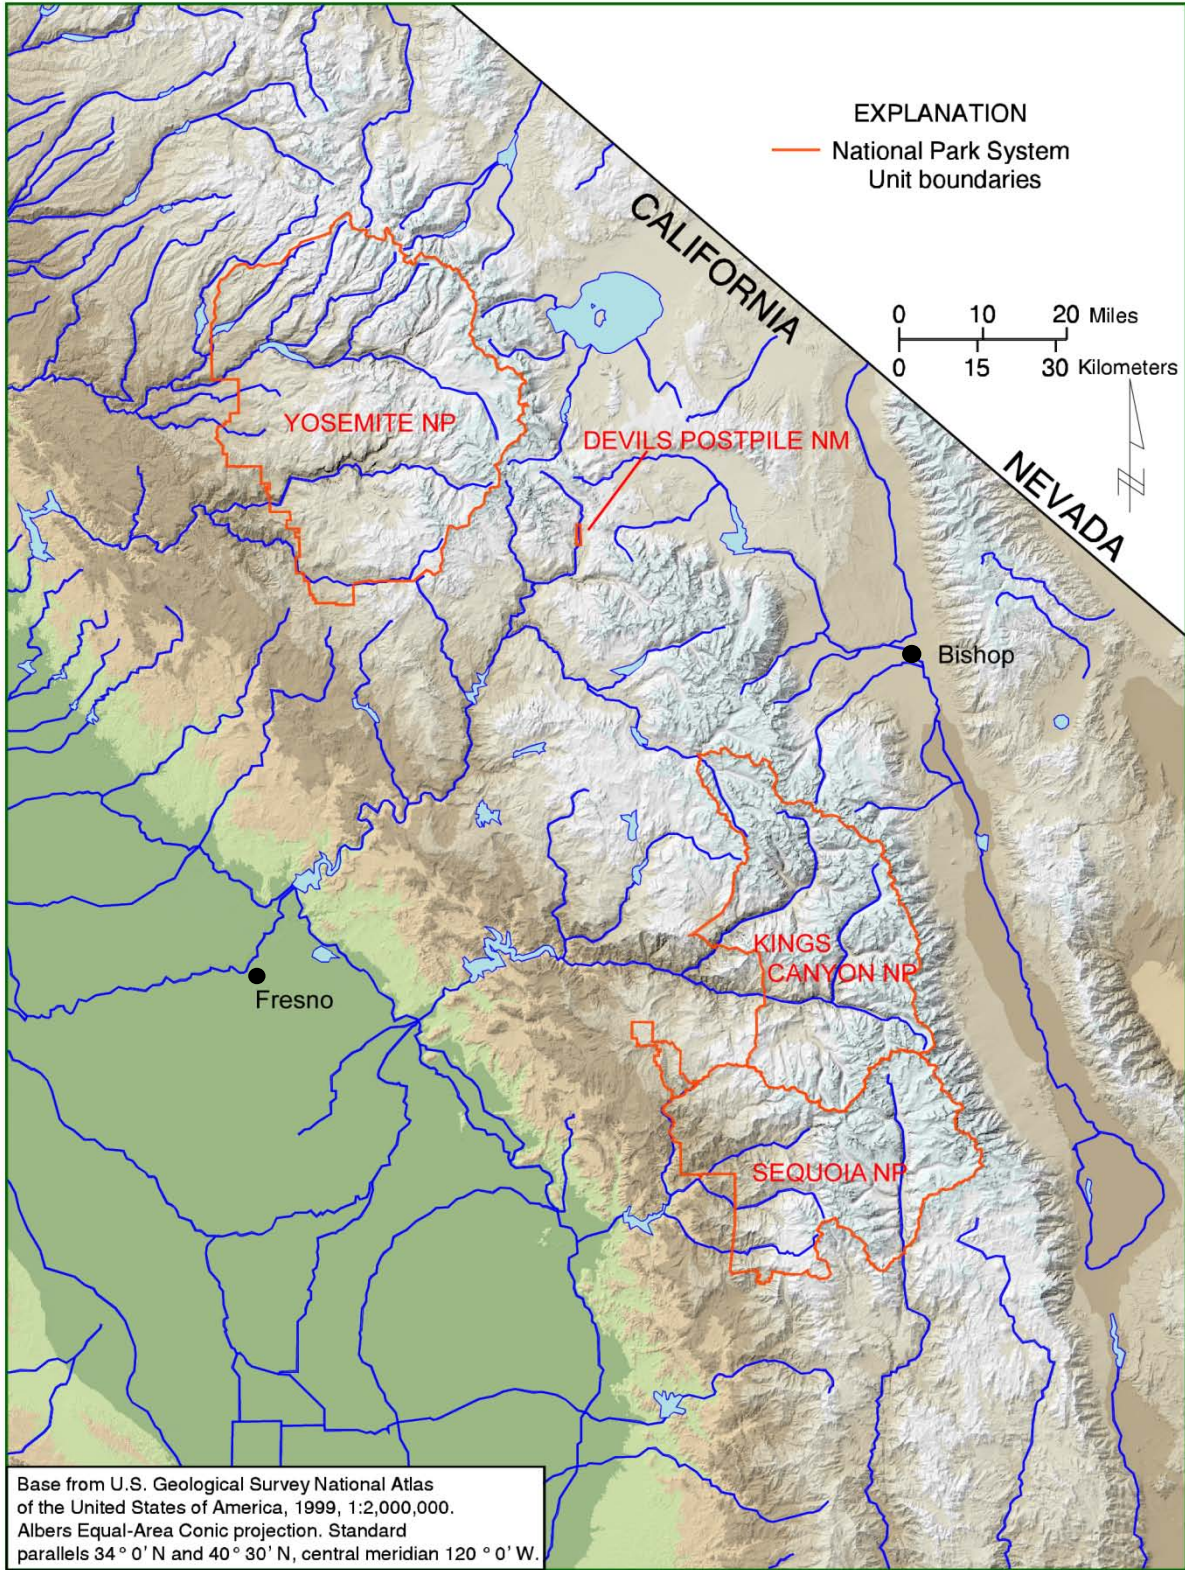 EXPLANATION
National Park System
Unit boundaries
CALIFORNIA
NEVADA
0 10 20 Miles
0 15 30 Kilometers
N
YOSEMITE NP
DEVILS POSTPILE NM
Bishop
KINGS
CANYON NP
Fresno
SEQUOIA NP
Base from U.S. Geological Survey National Atlas
of the United States of America, 1999, 1:2,000,000.
Albers Equal-Area Conic projection. Standard
parallels 34° 0' N and 40° 30' N, central meridian 120° 0' W.